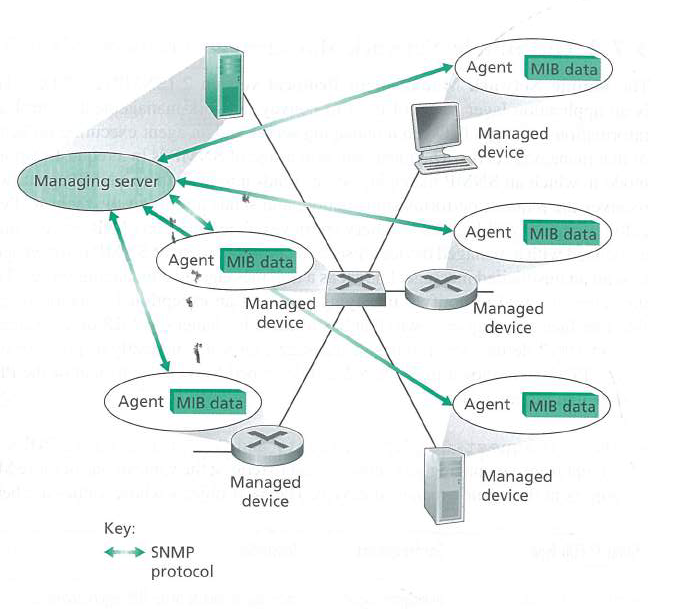 Agent MIB data
Managed
device
Managing server
Agent MIB data
Agent MIB data
Managed
device
Managed
device
Agent MIB data
Agent MIB data
Managed
device
Managed
device
Key:
SNMP
protocol